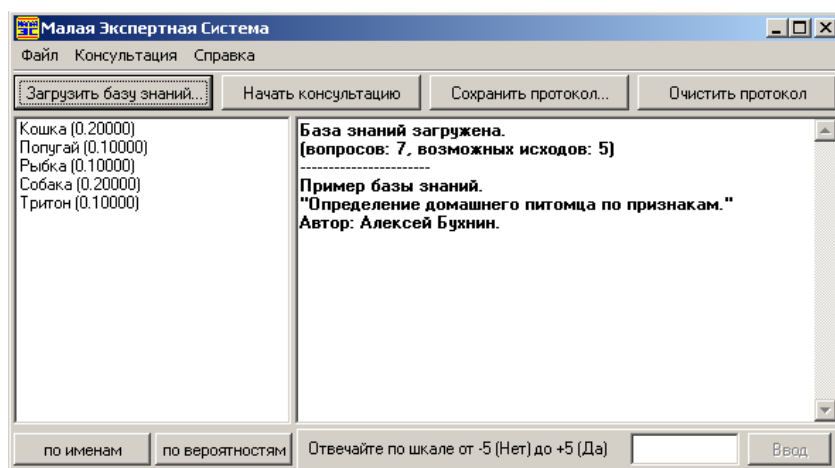 Малая Экспертная Система
Файл Консультация Справка
Загрузить базу знаний... Начать консультацию Сохранить протокол... Очистить протокол
Кошка (0.20000)
Попугай (0.10000)
Рыбка (0.10000)
Собака (0.20000)
Тритон (0.10000)
База знаний загружена.
(вопросов: 7, возможных исходов: 5)
----------------------
Пример базы знаний.
"Определение домашнего питомца по признакам."
Автор: Алексей Бухнин.
по именам по вероятностям Отвечайте по шкале от -5 (Нет) до +5 (Да) Ввод